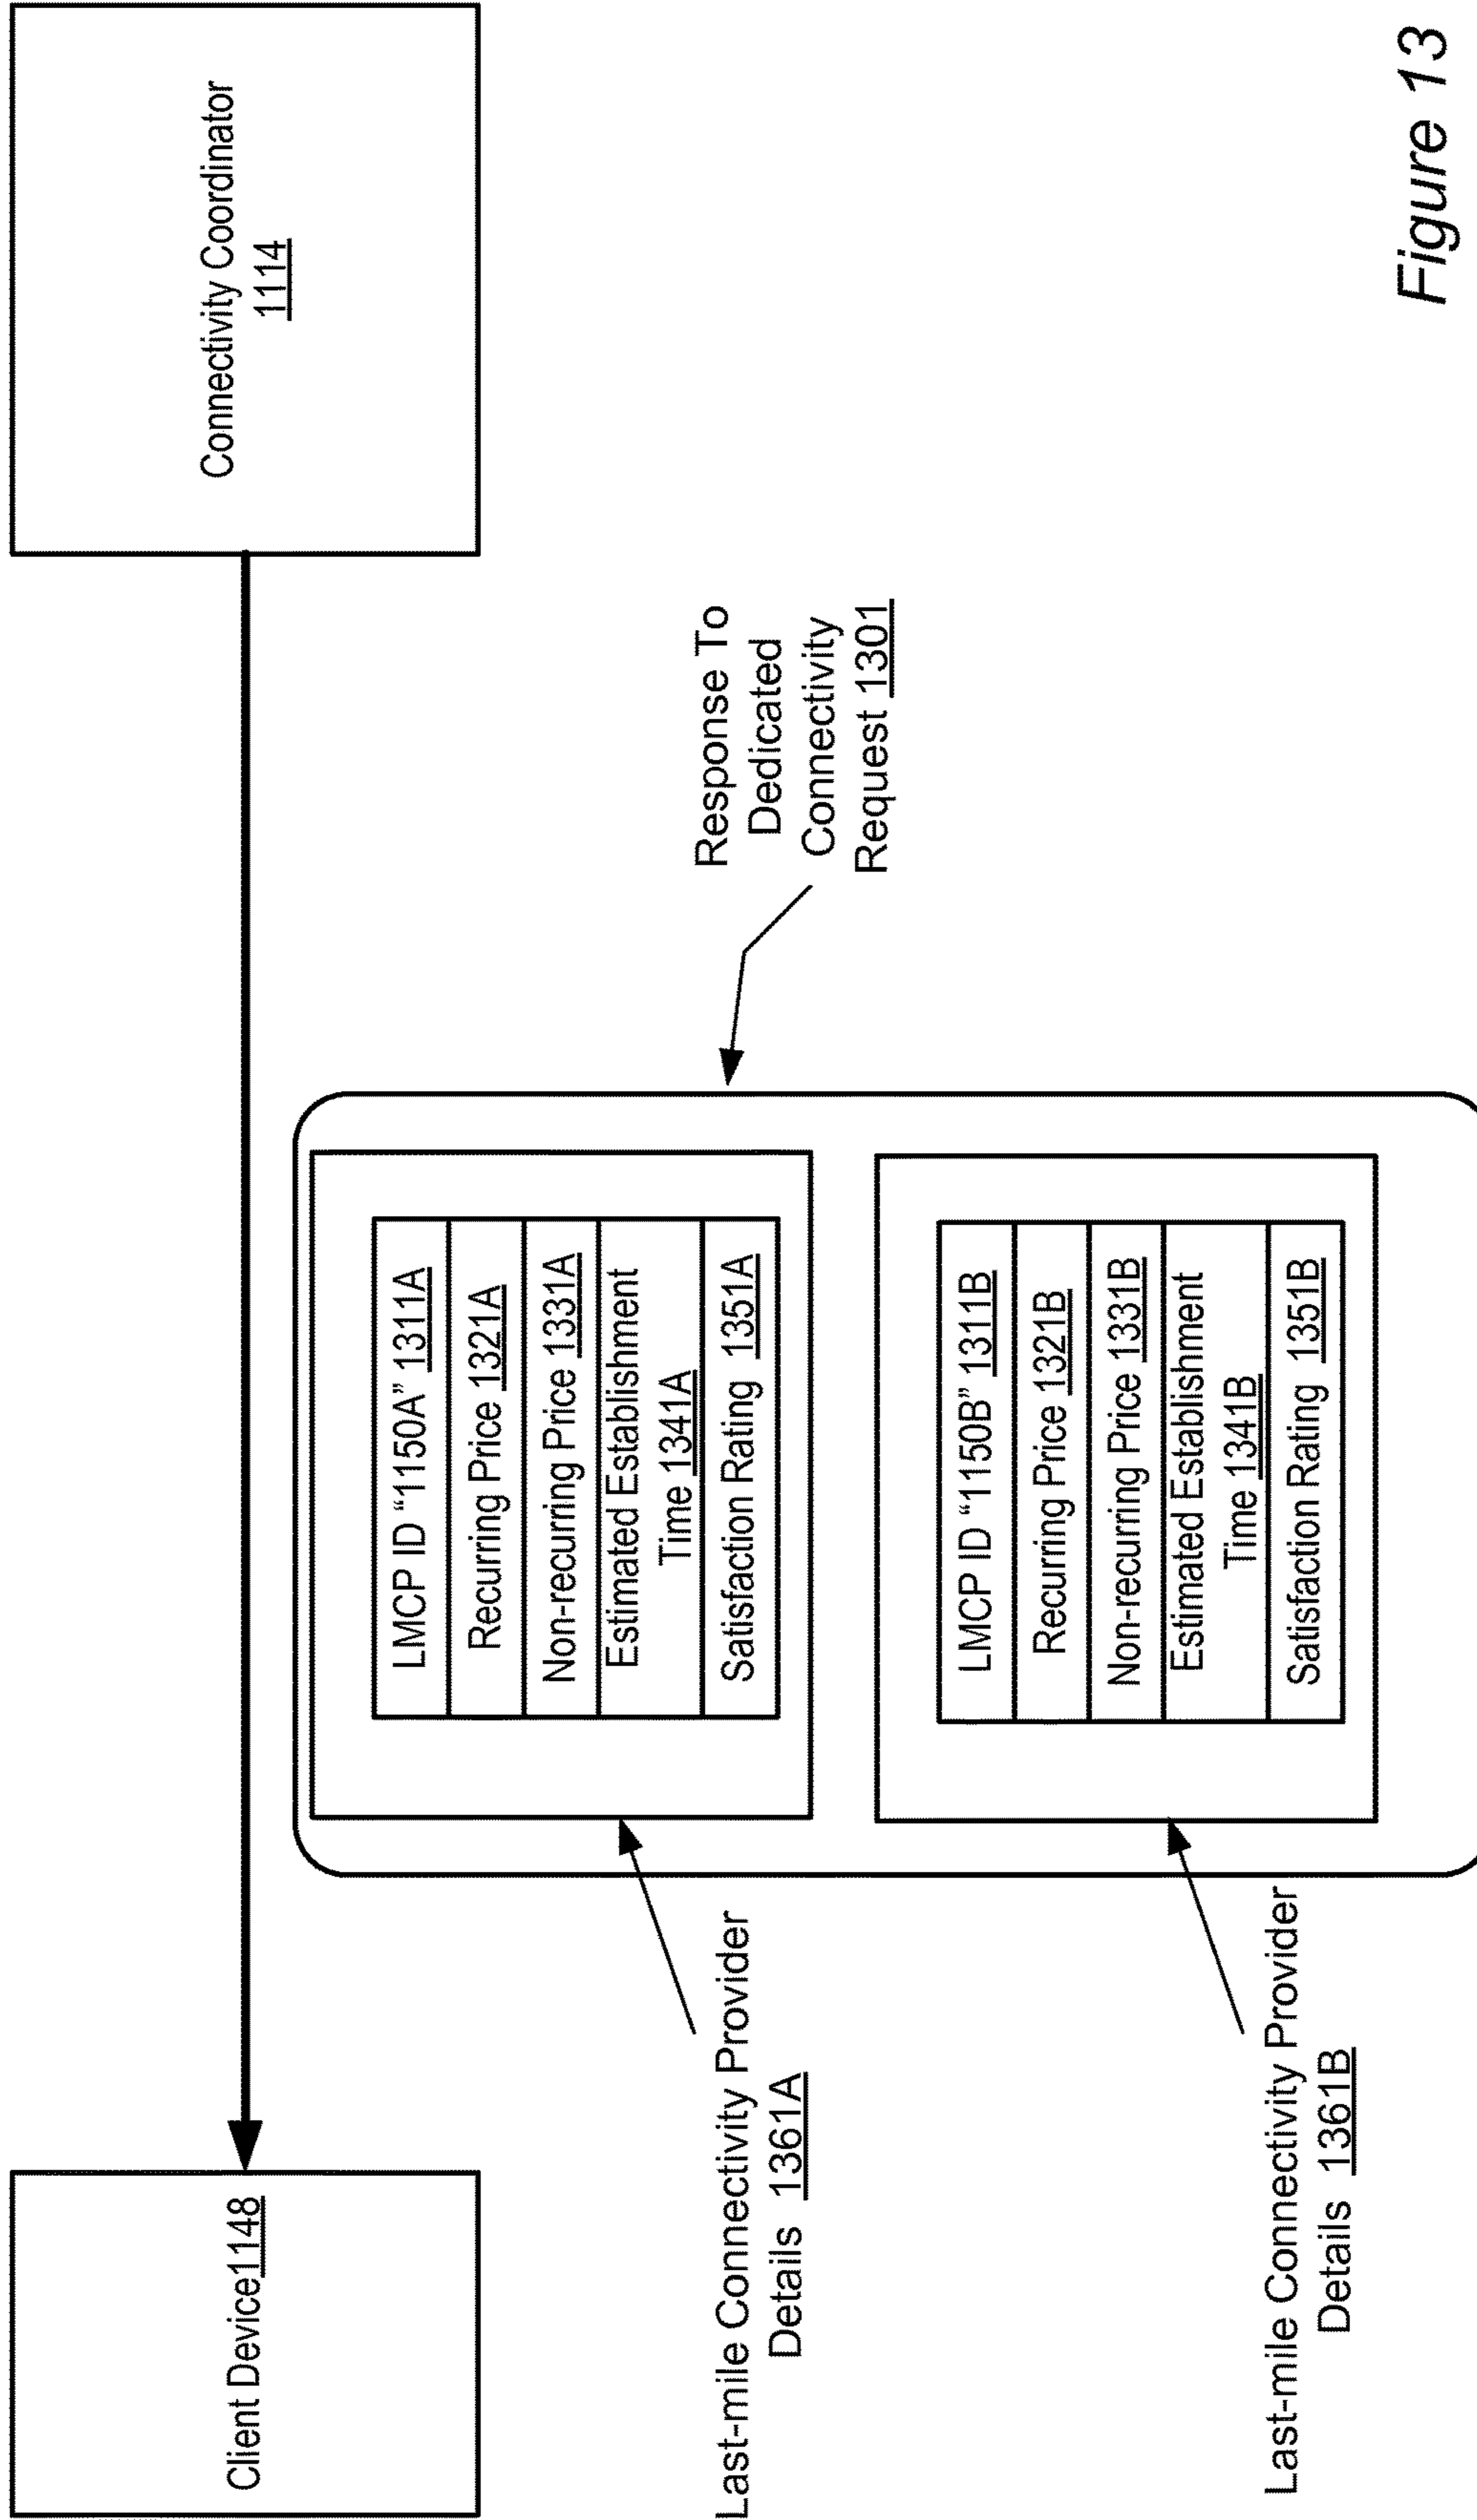 Client Device1148
Connectivity Coordinator
1114
Response To
Dedicated
Connectivity
Request 1301
LMCP ID “1150A” 1311A
Recurring Price 1321A
Non-recurring Price 1331A
Estimated Establishment
Time 1341A
Satisfaction Rating 1351A
Last-mile Connectivity Provider
Details 1361A
LMCP ID “1150B” 1311B
Recurring Price 1321B
Non-recurring Price 1331B
Estimated Establishment
Time 1341B
Satisfaction Rating 1351B
Last-mile Connectivity Provider
Details 1361B
Figure 13